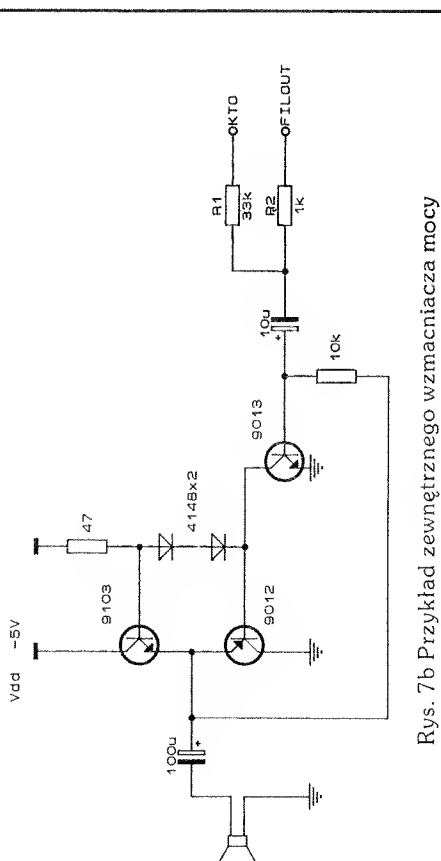 Vdd -5V
47
9103
4148x2
9012
9013
100u
+
10u
+
10k
R1
33k
R2
1k
KTO
FILOUT
Rys. 7b Przykład zewnętrznego wzmacniacza mocy